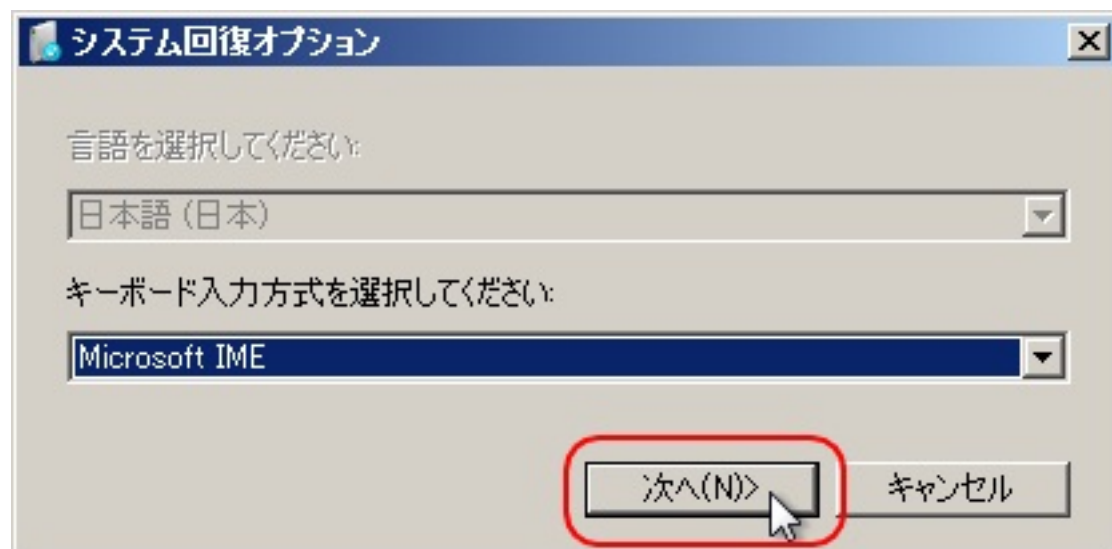 システム回復オプション
言語を選択してください:
日本語 (日本)
キーボード入力方式を選択してください:
Microsoft IME
次へ(N)>
キャンセル